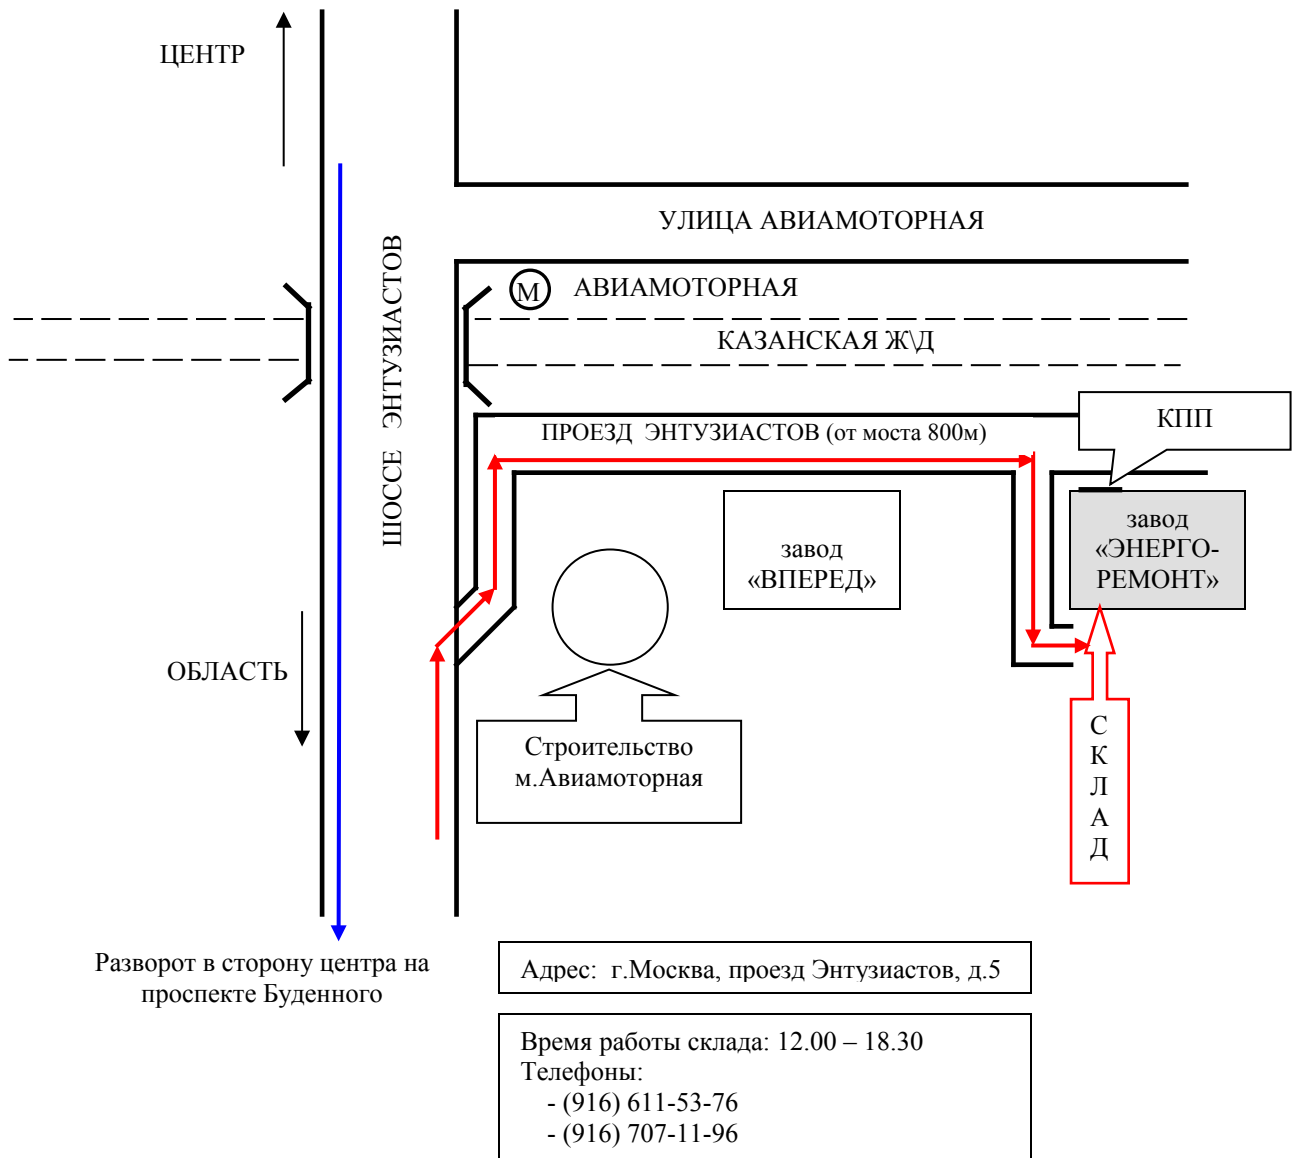 ЦЕНТР
УЛИЦА АВИАМОТОРНАЯ
ШОССЕ ЭНТУЗИАСТОВ
М
АВИАМОТОРНАЯ
КАЗАНСКАЯ Ж\Д
КПП
ПРОЕЗД ЭНТУЗИАСТОВ (от моста 800м)
завод
«ВПЕРЕД»
завод
«ЭНЕРГО-
РЕМОНТ»
ОБЛАСТЬ
Строительство
м.Авиамоторная
СКЛАД
Разворот в сторону центра на
проспекте Буденного
Адрес: г.Москва, проезд Энтузиастов, д.5
Время работы склада: 12.00 – 18.30
Телефоны:
- (916) 611-53-76
- (916) 707-11-96